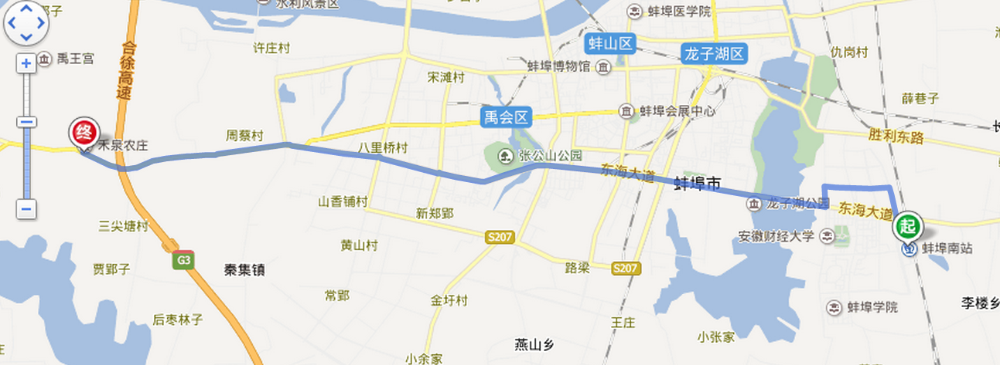 水利风景区
蚌埠医学院
蚌山区
龙子湖区
仇岗村
许庄村
禹王宫
合徐高速
蚌埠博物馆
宋滩村
薛巷子
禹会区
蚌埠会展中心
终
禾泉农庄
周蔡村
八里桥村
张公山公园
胜利东路
东海大道
蚌埠市
山香铺村
新郑郢
龙子湖公园
东海大道
起
三尖塘村
S207
安徽财经大学
蚌埠南站
黄山村
G3
贾郢子
秦集镇
路梁
S207
常郢
金圩村
蚌埠学院
李楼乡
后枣林子
王庄
燕山乡
小张家
小余家